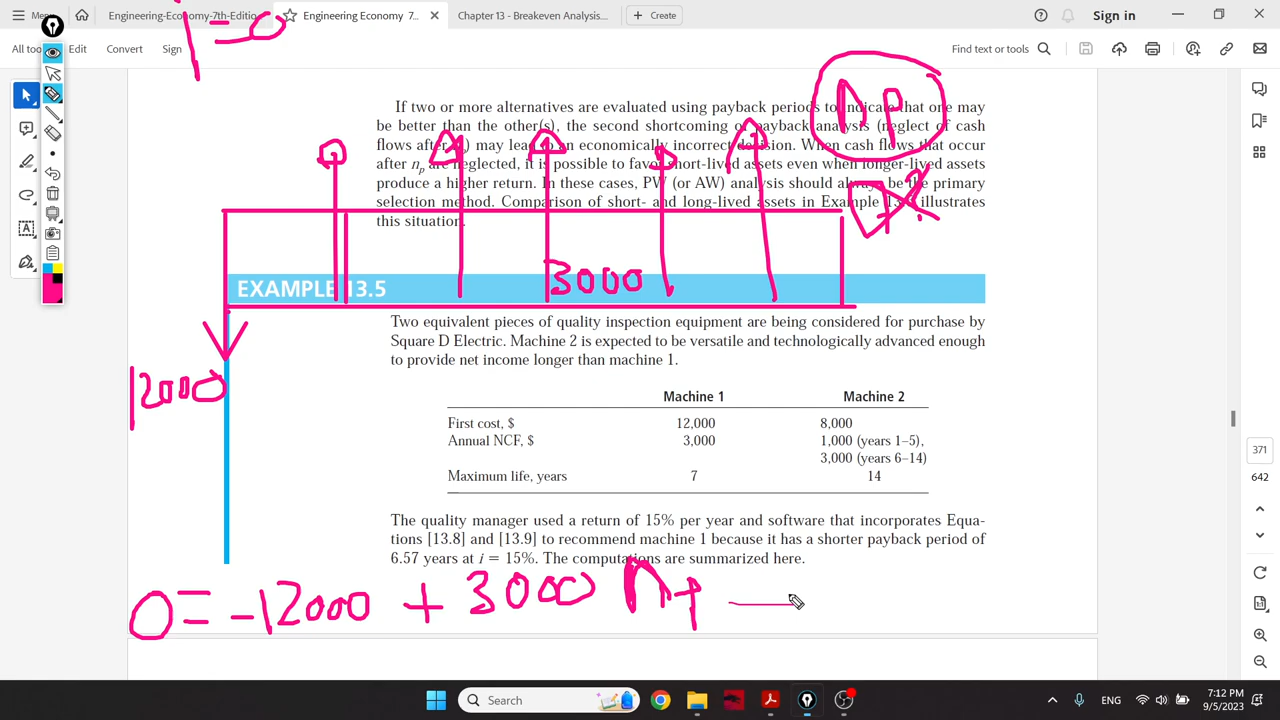 Menu
Engineering-Economy-7th-Edition
Engineering Economy 7...
Chapter 13 - Breakeven Analysis...
Create
Sign in
All tools
Edit
Convert
Sign
Find text or tools
If two or more alternatives are evaluated using payback periods to indicate that one may
be better than the other(s), the second shortcoming of payback analysis (neglect of cash
flows after ) may lead to an economically incorrect decision. When cash flows that occur
after np are neglected, it is possible to favor short-lived assets even when longer-lived assets
produce a higher return. In these cases, PW (or AW) analysis should always be the primary
selection method. Comparison of short- and long-lived assets in Example 13. illustrates
this situation.
np
3000
EXAMPLE 13.5
12000
Two equivalent pieces of quality inspection equipment are being considered for purchase by
Square D Electric. Machine 2 is expected to be versatile and technologically advanced enough
to provide net income longer than machine 1.
Machine 1 Machine 2
First cost, $ 12,000 8,000
Annual NCF, $ 3,000 1,000 (years 1–5),
3,000 (years 6–14)
Maximum life, years 7 14
The quality manager used a return of 15% per year and software that incorporates Equa-
tions [13.8] and [13.9] to recommend machine 1 because it has a shorter payback period of
6.57 years at i = 15%. The computations are summarized here.
0 = -12000 + 3000 np
371
642
Search
ENG
7:12 PM
9/5/2023